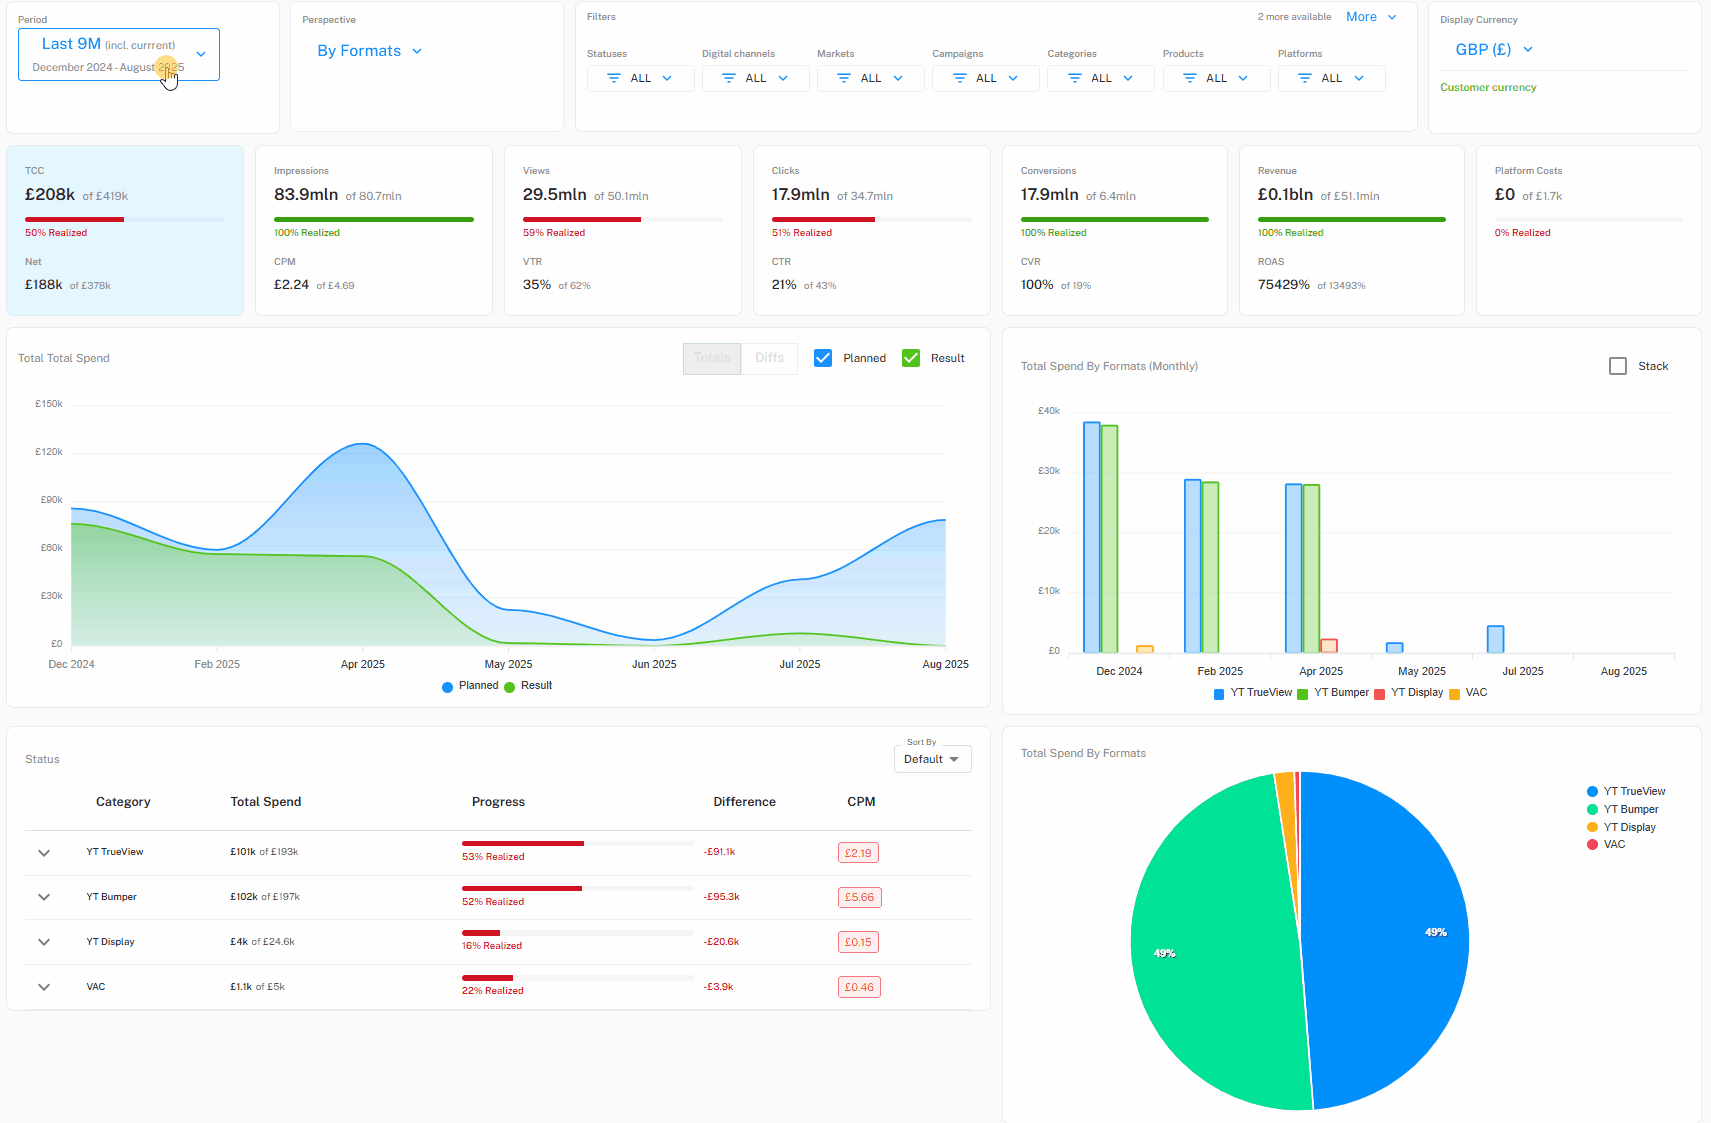 Period
Last 9M (incl. currrent)
December 2024 - August 2025
Perspective
By Formats
Filters
2 more available More
Statuses Digital channels Markets Campaigns Categories Products Platforms
ALL ALL ALL ALL ALL ALL ALL
Display Currency
GBP (£)
Customer currency
TCC
£208k of £419k
50% Realized
Net
£188k of £378k
Impressions
83.9mln of 80.7mln
100% Realized
CPM
£2.24 of £4.69
Views
29.5mln of 50.1mln
59% Realized
VTR
35% of 62%
Clicks
17.9mln of 34.7mln
51% Realized
CTR
21% of 43%
Conversions
17.9mln of 6.4mln
100% Realized
CVR
100% of 19%
Revenue
£0.1bln of £51.1mln
100% Realized
ROAS
75429% of 13493%
Platform Costs
£0 of £1.7k
0% Realized
Total Total Spend
Totals Diffs Planned Result
£150k
£120k
£90k
£60k
£30k
£0
Dec 2024 Feb 2025 Apr 2025 May 2025 Jun 2025 Jul 2025 Aug 2025
Planned Result
Total Spend By Formats (Monthly)
Stack
£40k
£30k
£20k
£10k
£0
Dec 2024 Feb 2025 Apr 2025 May 2025 Jul 2025 Aug 2025
YT TrueView YT Bumper YT Display VAC
Status
Sort By
Default
Category Total Spend Progress Difference CPM
YT TrueView £101k of £193k 53% Realized -£91.1k £2.19
YT Bumper £102k of £197k 52% Realized -£95.3k £5.66
YT Display £4k of £24.6k 16% Realized -£20.6k £0.15
VAC £1.1k of £5k 22% Realized -£3.9k £0.46
Total Spend By Formats
YT TrueView
YT Bumper
YT Display
VAC
49%
49%